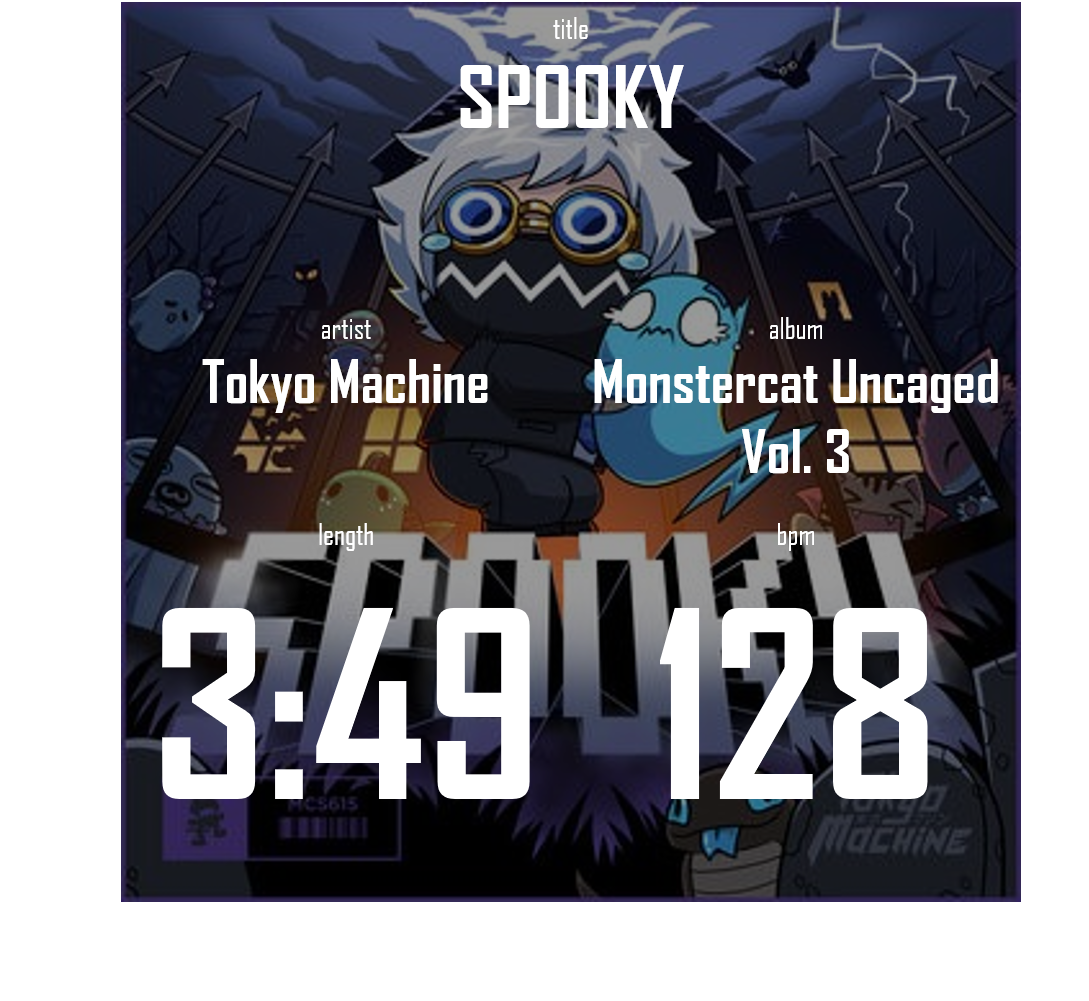 title
SPOOKY
artist
Tokyo Machine
album
Monstercat Uncaged
Vol. 3
length
3:49
bpm
128
SPOOKY
MCS615
TOKYO
MACHINE